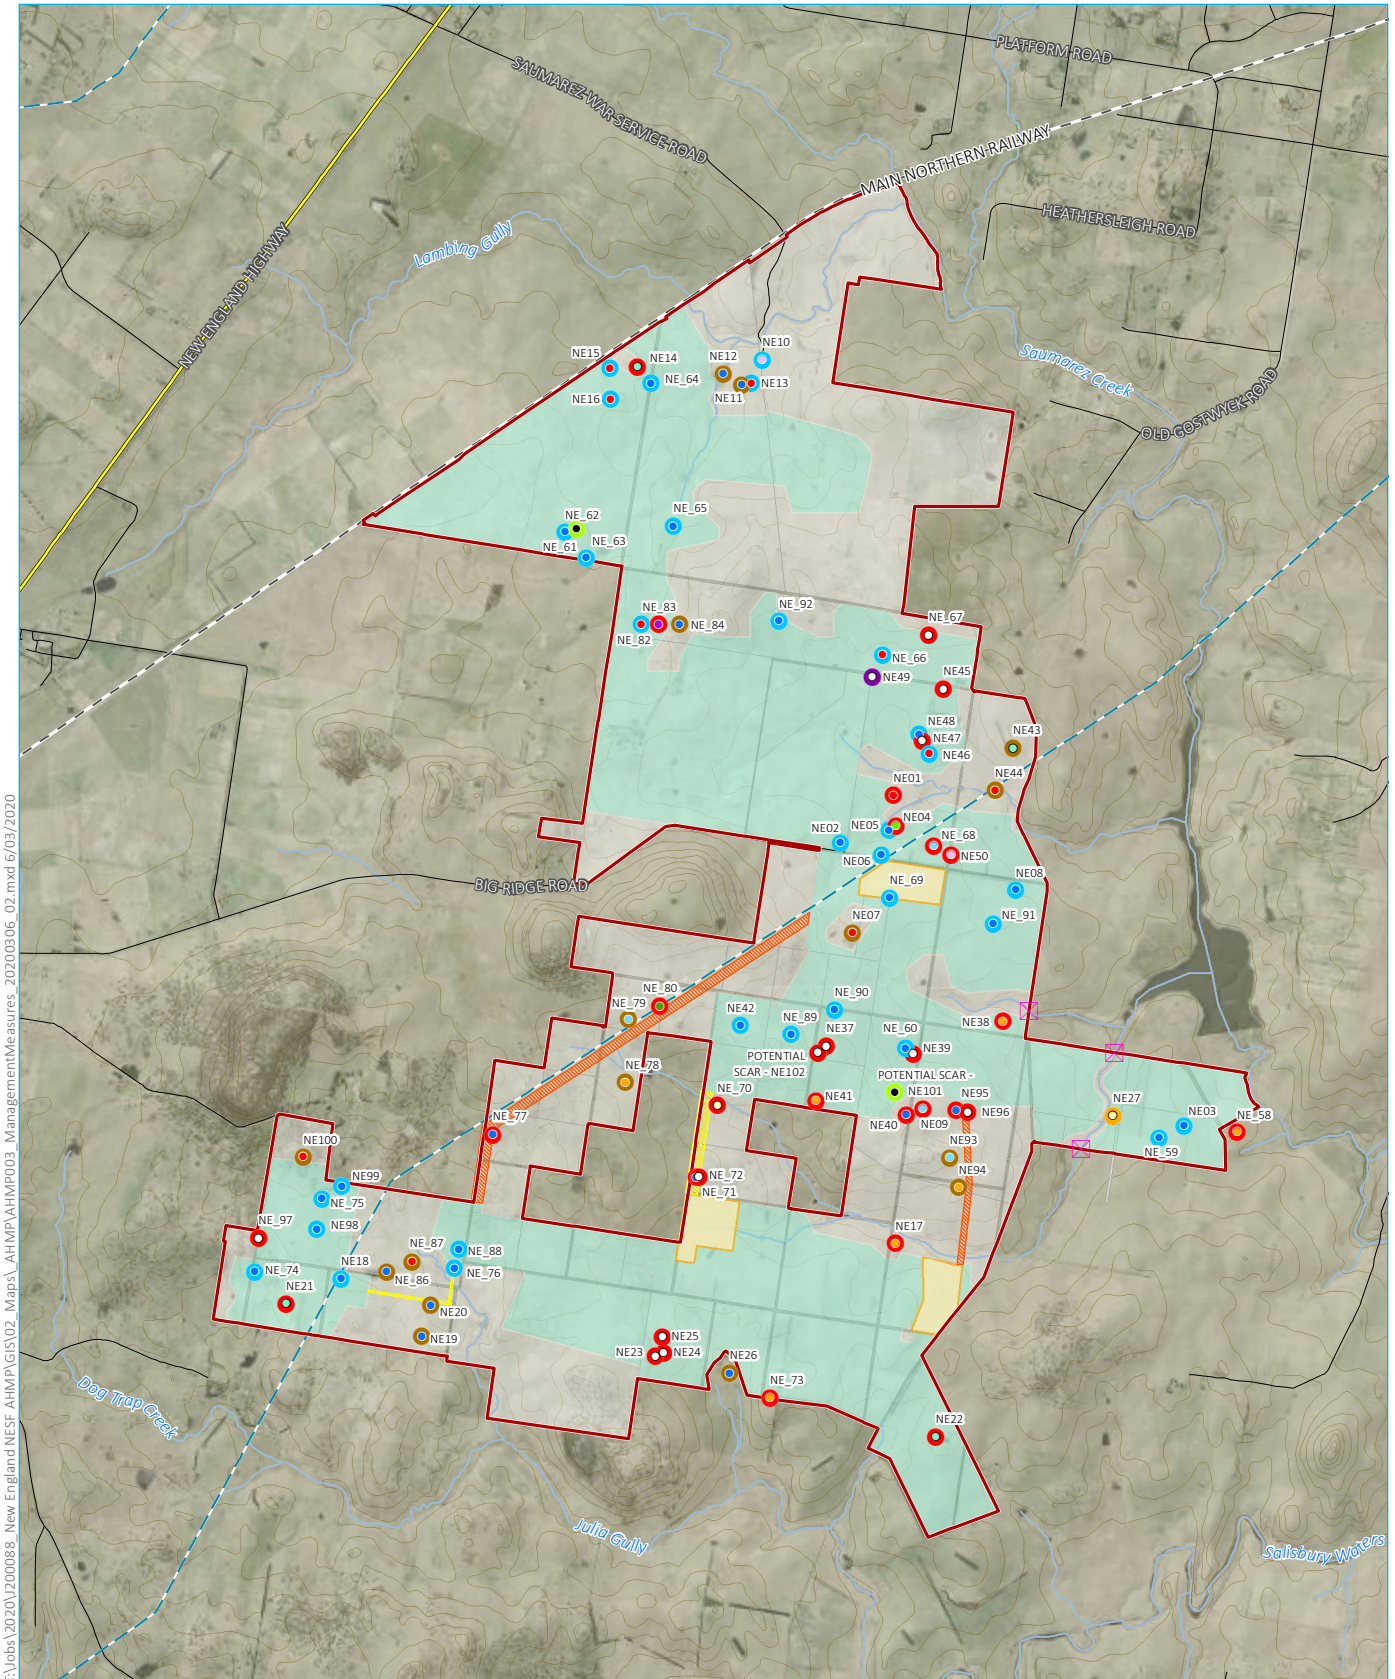 PLATFORM ROAD
SAUMAREZ WAR SERVICE ROAD
MAIN NORTHERN RAILWAY
HEATHERSLEIGH ROAD
Lambing Gully
NEW ENGLAND HIGHWAY
Saumarez Creek
OLD GOSTWYCK ROAD
NE10
NE15
NE14
NE12
NE_64
NE13
NE16
NE11
NE_65
NE_62
NE_61
NE_63
NE_92
NE_83
NE_84
NE_82
NE_67
NE_66
NE49
NE45
NE48
NE47
NE43
NE46
NE44
NE01
NE04
NE05
NE02
NE_68
NE06
NE50
BIG RIDGE ROAD
NE_69
NE08
NE07
NE_91
NE_80
NE_79
NE_90
NE42
NE_89
NE37
NE38
NE_60
NE39
POTENTIAL
SCAR - NE102
POTENTIAL SCAR -
NE101
NE_78
NE_70
NE41
NE40
NE09
NE95
NE96
NE27
NE03
NE_59
NE_58
NE_77
NE93
NE100
NE94
NE_72
NE_71
NE99
NE_75
NE98
NE_97
NE17
NE_88
NE_87
NE_76
NE_74
NE18
NE_86
NE21
NE20
NE19
NE25
NE23
NE24
NE26
NE_73
NE22
Dog Trap Creek
Julia Gully
Salisbury Waters
T:\Jobs\2020\J200088_New England NESF AHMP\GIS\02_Maps\_AHMP\AHMP003_ManagementMeasures_20200306_02.mxd 6/03/2020